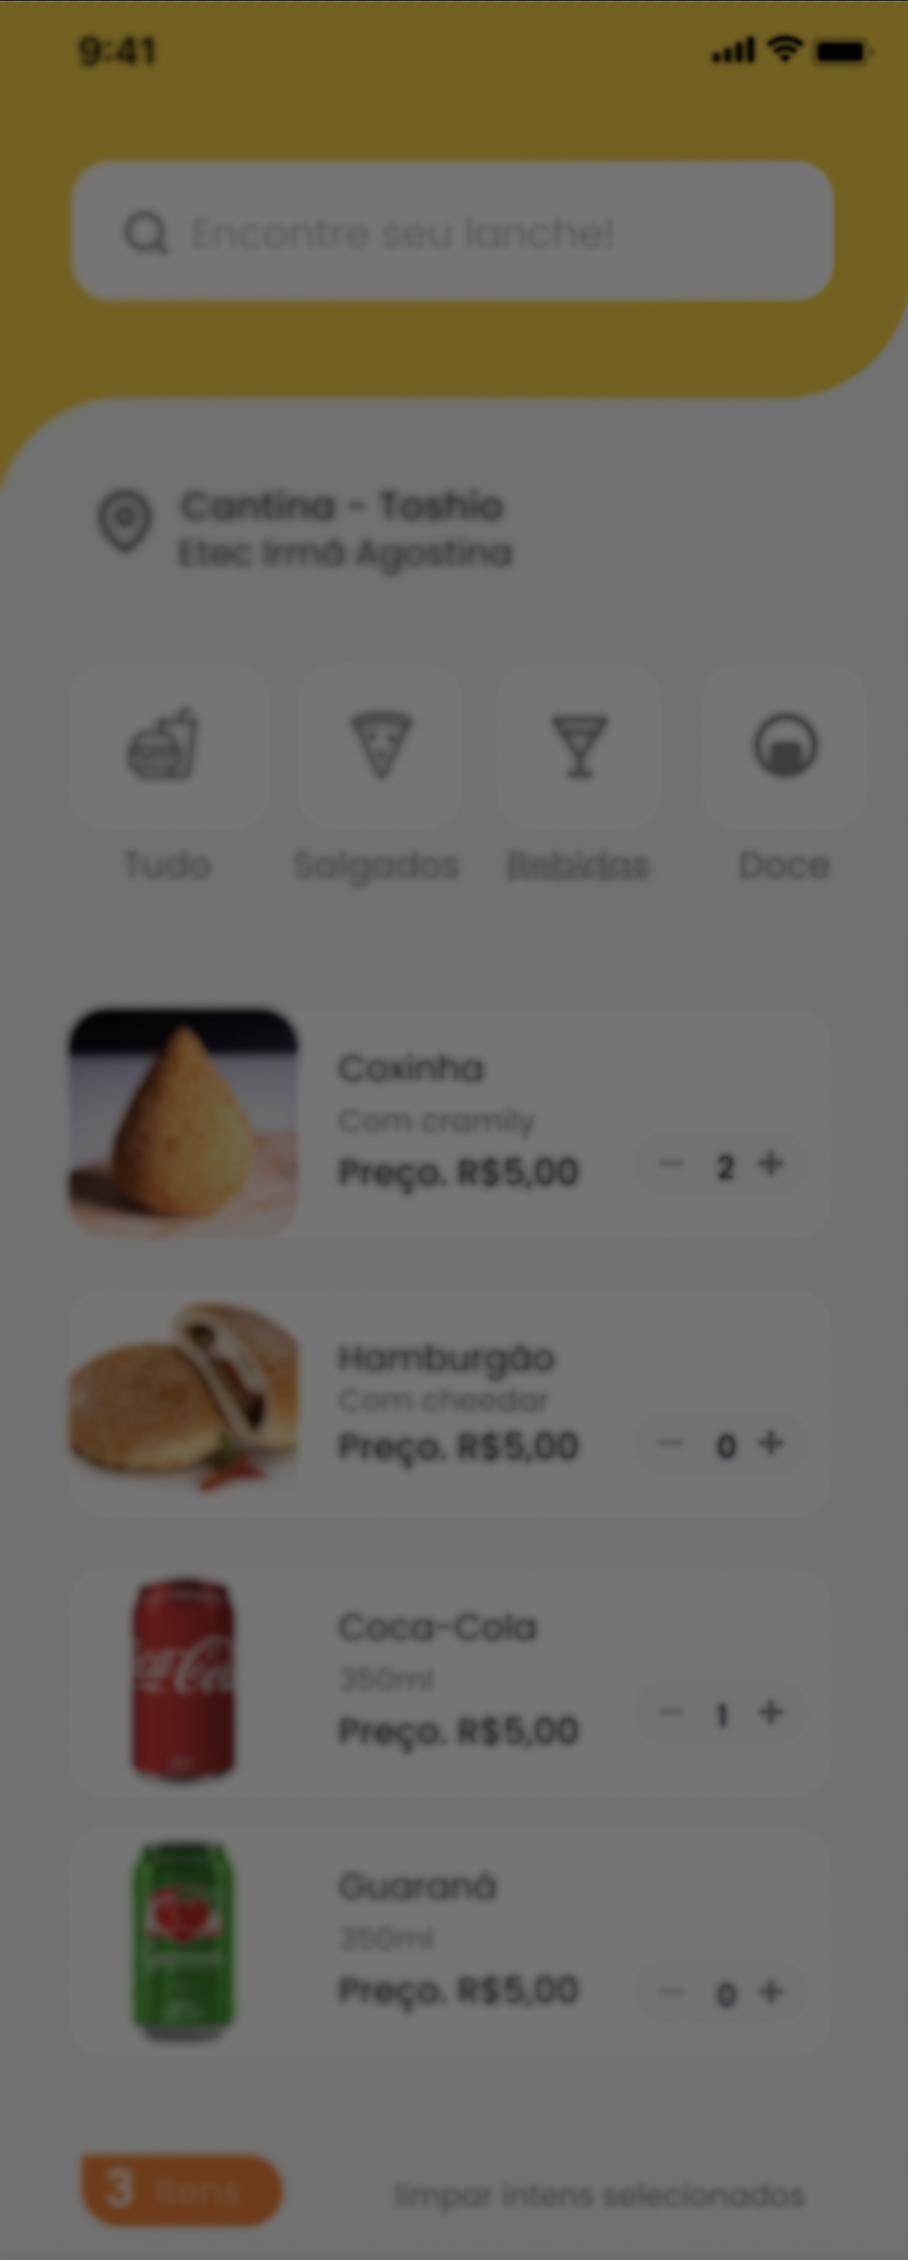 9:41
Encontre seu lanche!
Cantina - Toshio
Etec Irmã Agostina
Tudo
Salgados
Bebidas
Doce
Coxinha
Com cramily
Preço. R$5,00
2
Hamburgão
Com cheedar
Preço. R$5,00
0
Coca-Cola
350ml
Preço. R$5,00
1
Guaraná
350ml
Preço. R$5,00
0
3 Itens
limpar intens selecionados